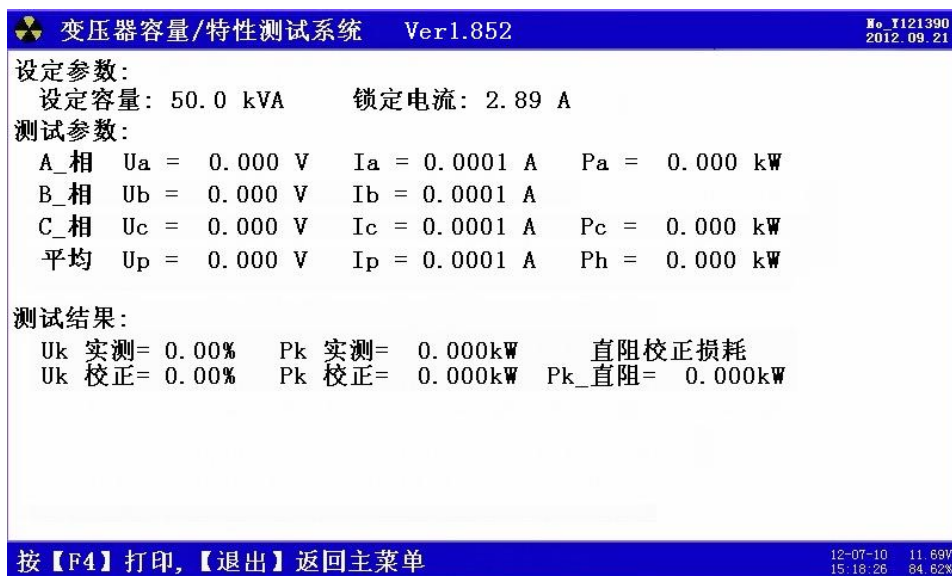 变压器容量/特性测试系统 Ver1.852
No_Y121390
2012.09.21
设定参数:
设定容量: 50.0 kVA 锁定电流: 2.89 A
测试参数:
A_相 Ua = 0.000 V Ia = 0.0001 A Pa = 0.000 kW
B_相 Ub = 0.000 V Ib = 0.0001 A
C_相 Uc = 0.000 V Ic = 0.0001 A Pc = 0.000 kW
平均 Up = 0.000 V Ip = 0.0001 A Ph = 0.000 kW
测试结果:
Uk 实测= 0.00% Pk 实测= 0.000kW 直阻校正损耗
Uk 校正= 0.00% Pk 校正= 0.000kW Pk_直阻= 0.000kW
按【F4】打印,【退出】返回主菜单
12-07-10 11.69V
15:18:26 84.62%